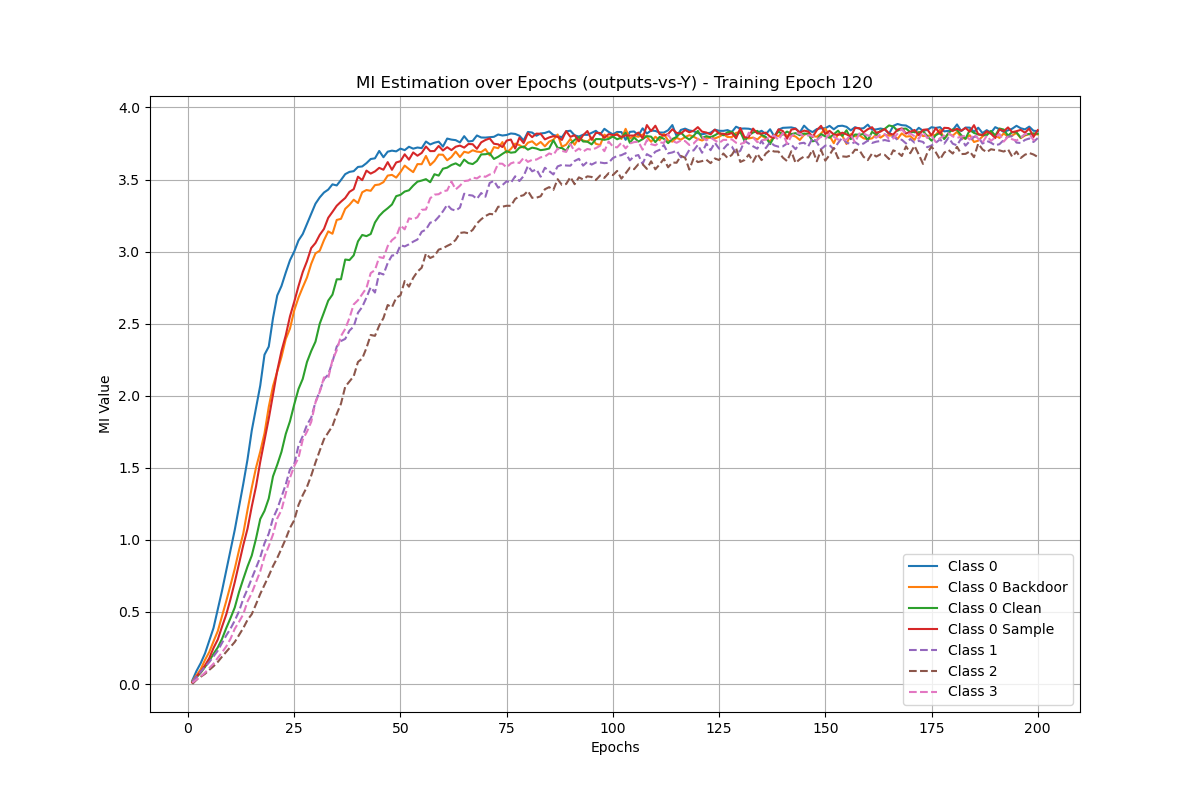 MI Estimation over Epochs (outputs-vs-Y) - Training Epoch 120
4.0
3.5
3.0
2.5
2.0
1.5
1.0
0.5
0.0
MI Value
0 25 50 75 100 125 150 175 200
Epochs
Class 0
Class 0 Backdoor
Class 0 Clean
Class 0 Sample
Class 1
Class 2
Class 3